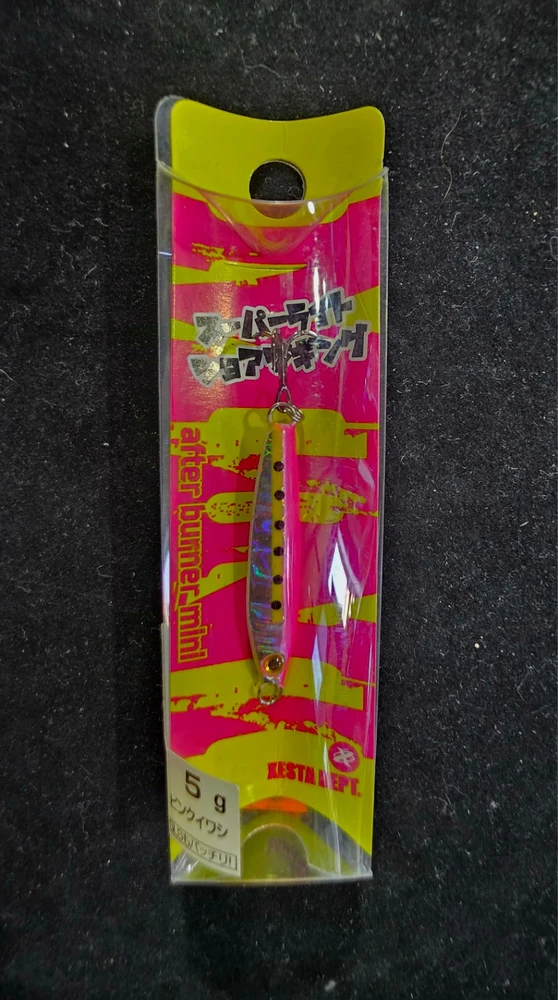 スーパーライト
ショアジギング
after burner mini
XESTA DEPT.
5g
ピンクイワシ